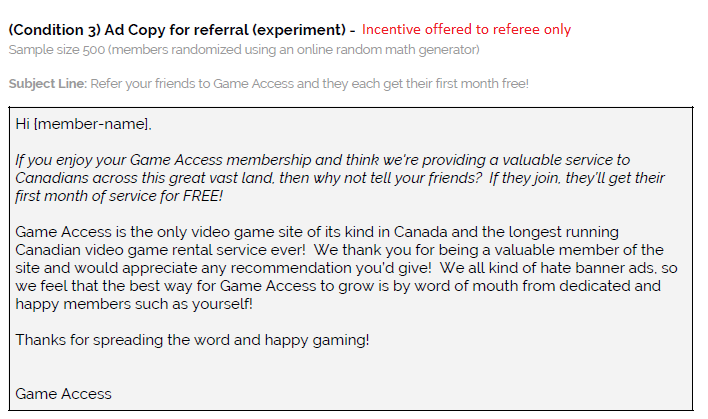 (Condition 3) Ad Copy for referral (experiment) - Incentive offered to referee only
Sample size 500 (members randomized using an online random math generator)
Subject Line: Refer your friends to Game Access and they each get their first month free!
Hi [member-name],
If you enjoy your Game Access membership and think we're providing a valuable service to
Canadians across this great vast land, then why not tell your friends? If they join, they'll get their
first month of service for FREE!
Game Access is the only video game site of its kind in Canada and the longest running
Canadian video game rental service ever! We thank you for being a valuable member of the
site and would appreciate any recommendation you'd give! We all kind of hate banner ads, so
we feel that the best way for Game Access to grow is by word of mouth from dedicated and
happy members such as yourself!
Thanks for spreading the word and happy gaming!
Game Access